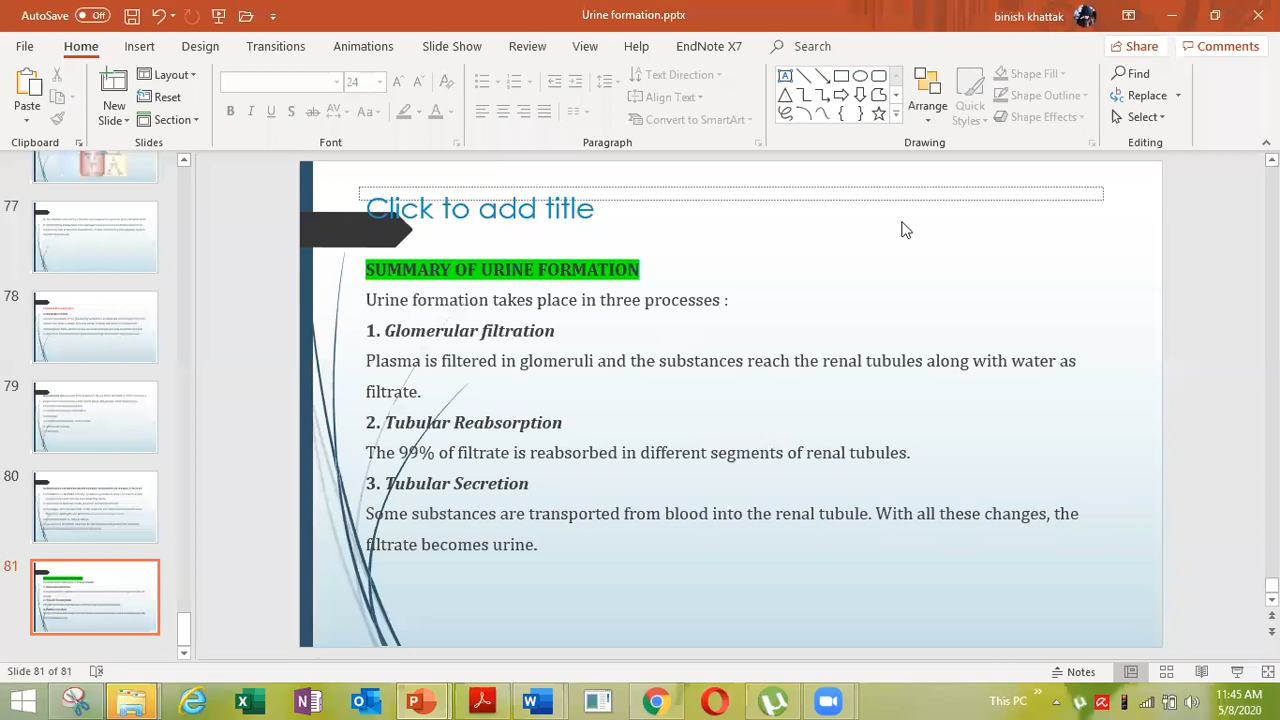 AutoSave Off Urine formation.pptx binish khattak
File Home Insert Design Transitions Animations Slide Show Review View Help EndNote X7 Search Share Comments
Paste New Slide Layout Reset Section 24 Text Direction Align Text Convert to SmartArt Arrange Quick Styles Shape Fill Shape Outline Shape Effects Find Replace Select
Clipboard Slides Font Paragraph Drawing Editing
77
78
79
80
81
Click to add title
SUMMARY OF URINE FORMATION
Urine formation takes place in three processes :
1. Glomerular filtration
Plasma is filtered in glomeruli and the substances reach the renal tubules along with water as
filtrate.
2. Tubular Reabsorption
The 99% of filtrate is reabsorbed in different segments of renal tubules.
3. Tubular Secretion
Some substances are transported from blood into the renal tubule. With all these changes, the
filtrate becomes urine.
Slide 81 of 81 Notes
This PC 11:45 AM
5/8/2020